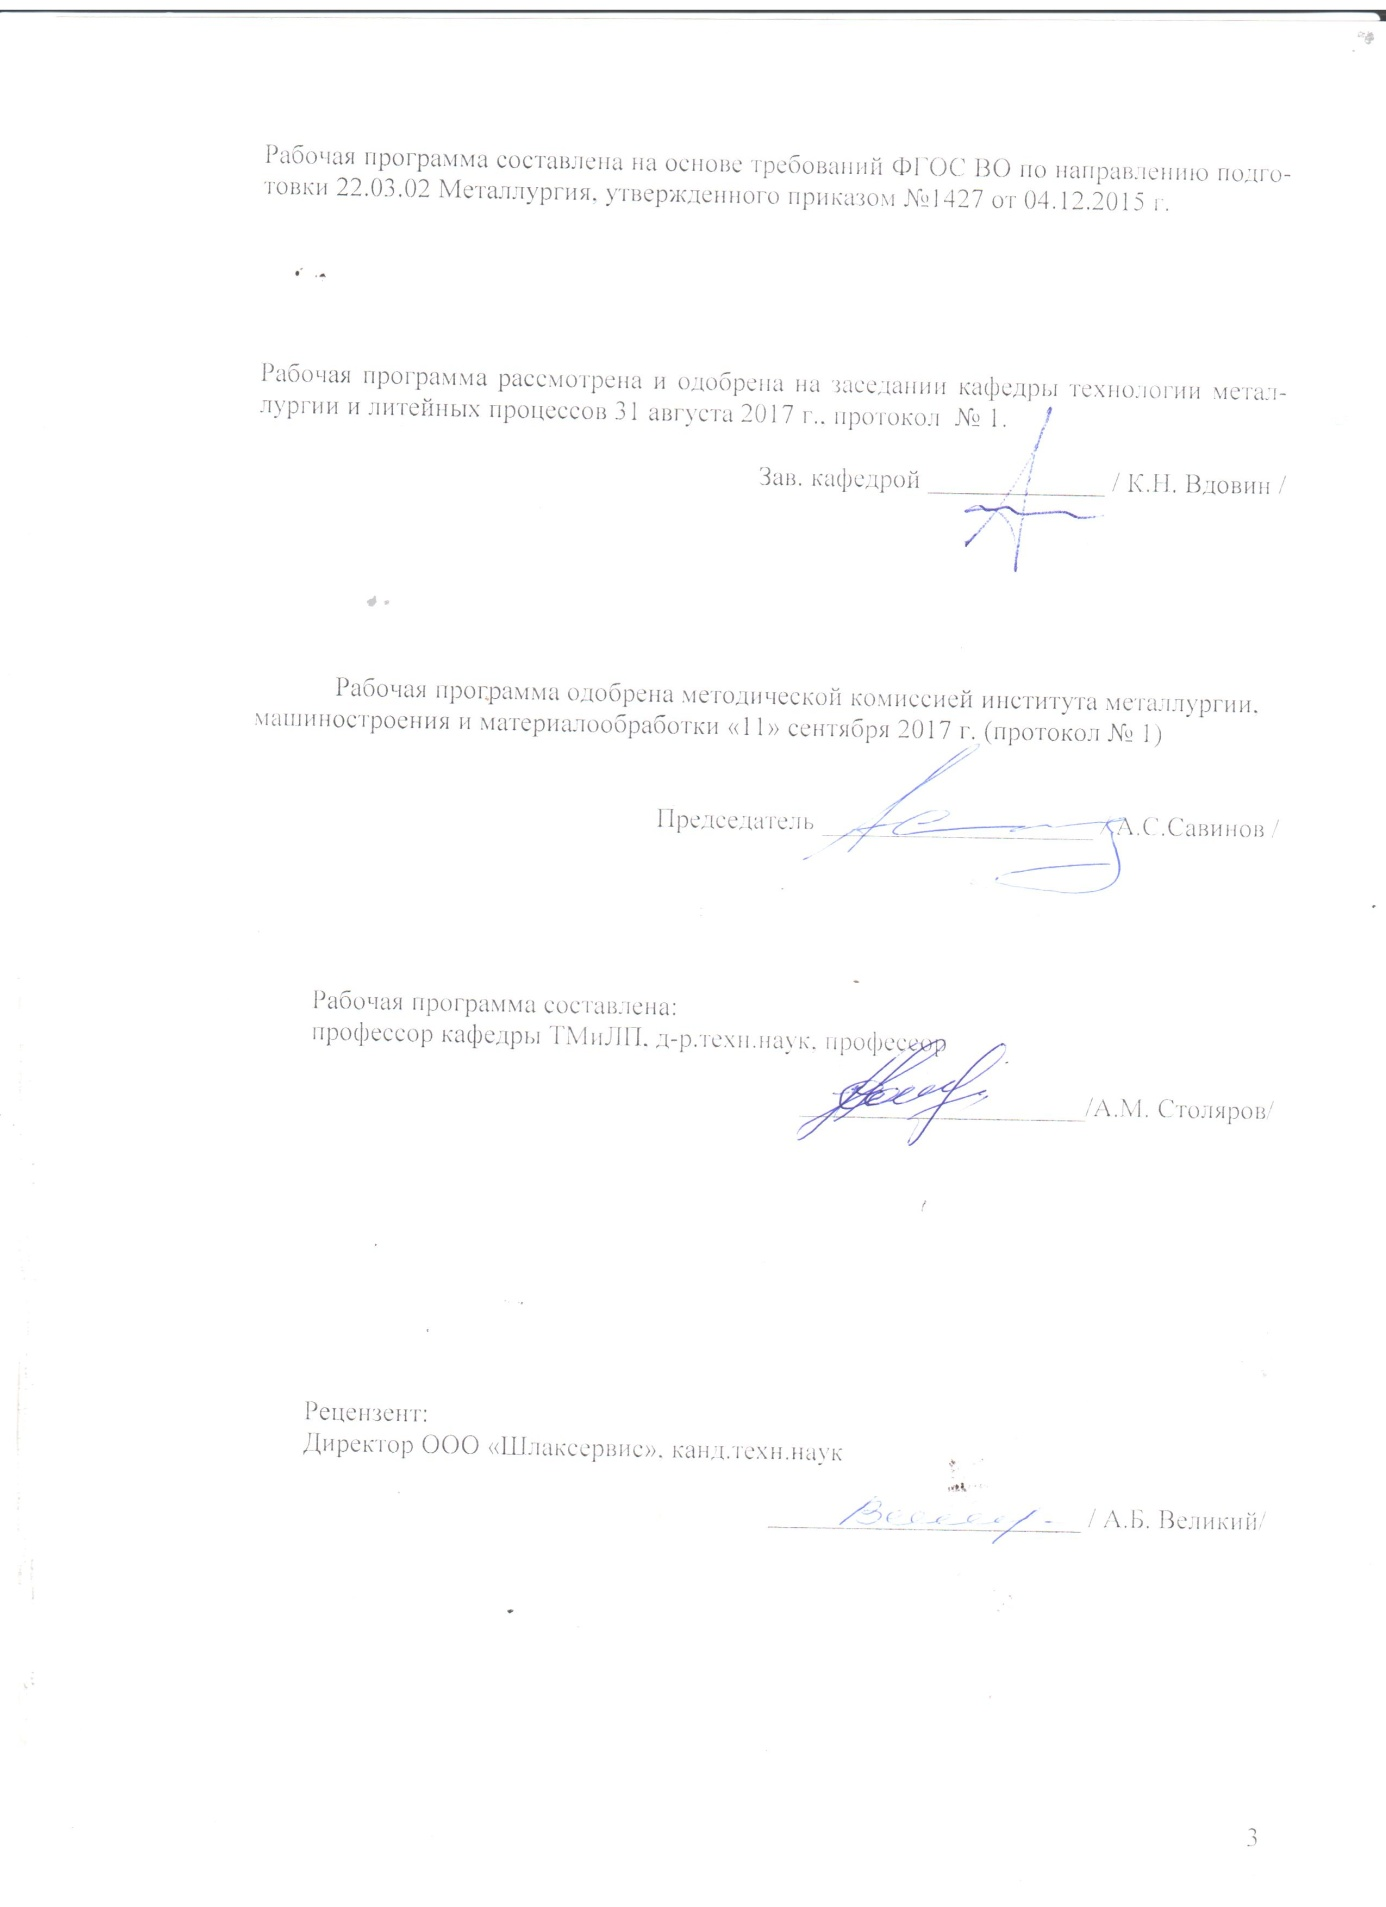 Рабочая программа составлена на основе требований ФГОС ВО по направлению подго-
товки 22.03.02 Металлургия, утвержденного приказом №1427 от 04.12.2015 г.
Рабочая программа рассмотрена и одобрена на заседании кафедры технологии метал-
лургии и литейных процессов 31 августа 2017 г., протокол № 1.
Зав. кафедрой ______________ / К.Н. Вдовин /
Рабочая программа одобрена методической комиссией института металлургии,
машиностроения и материалообработки «11» сентября 2017 г. (протокол № 1)
Председатель ____________________ / А.С.Савинов /
Рабочая программа составлена:
профессор кафедры ТМиЛП, д-р.техн.наук, профессор
_____________________/А.М. Столяров/
Рецензент:
Директор ООО «Шлаксервис», канд.техн.наук
_______________________ / А.Б. Великий/
3